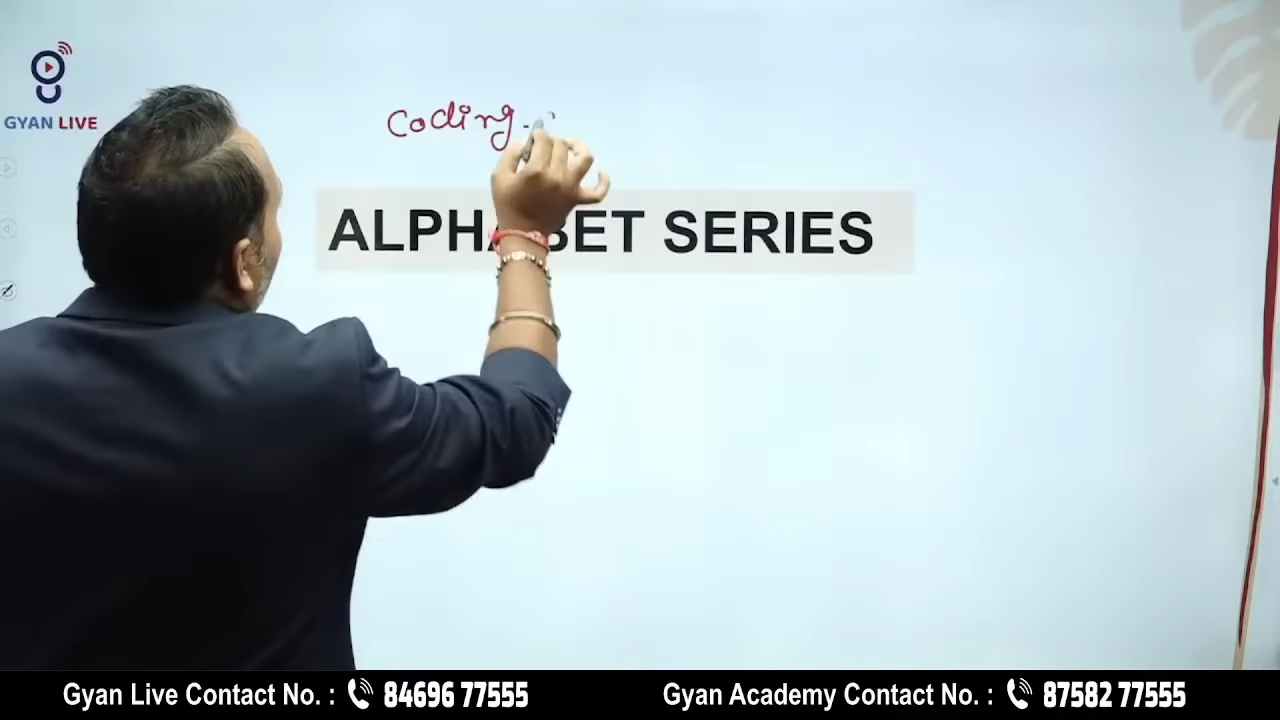 GYAN LIVE
Coding -
ALPHABET SERIES
Gyan Live Contact No. : 84696 77555
Gyan Academy Contact No. : 87582 77555